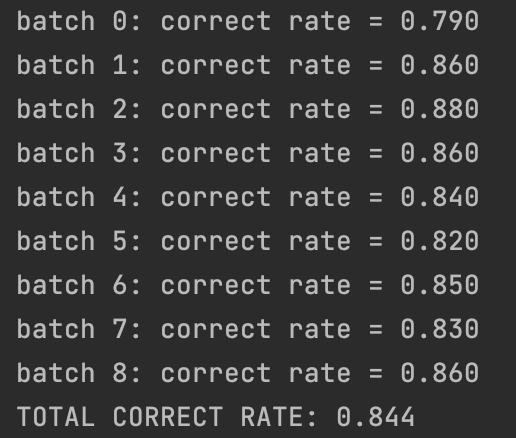 batch 0: correct rate = 0.790
batch 1: correct rate = 0.860
batch 2: correct rate = 0.880
batch 3: correct rate = 0.860
batch 4: correct rate = 0.840
batch 5: correct rate = 0.820
batch 6: correct rate = 0.850
batch 7: correct rate = 0.830
batch 8: correct rate = 0.860
TOTAL CORRECT RATE: 0.844